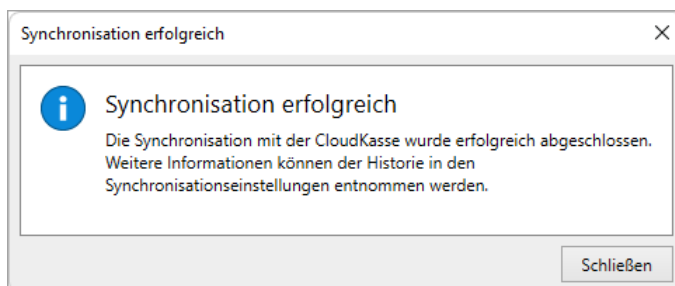 Synchronisation erfolgreich
Synchronisation erfolgreich
Die Synchronisation mit der CloudKasse wurde erfolgreich abgeschlossen.
Weitere Informationen können der Historie in den
Synchronisationseinstellungen entnommen werden.
Schließen